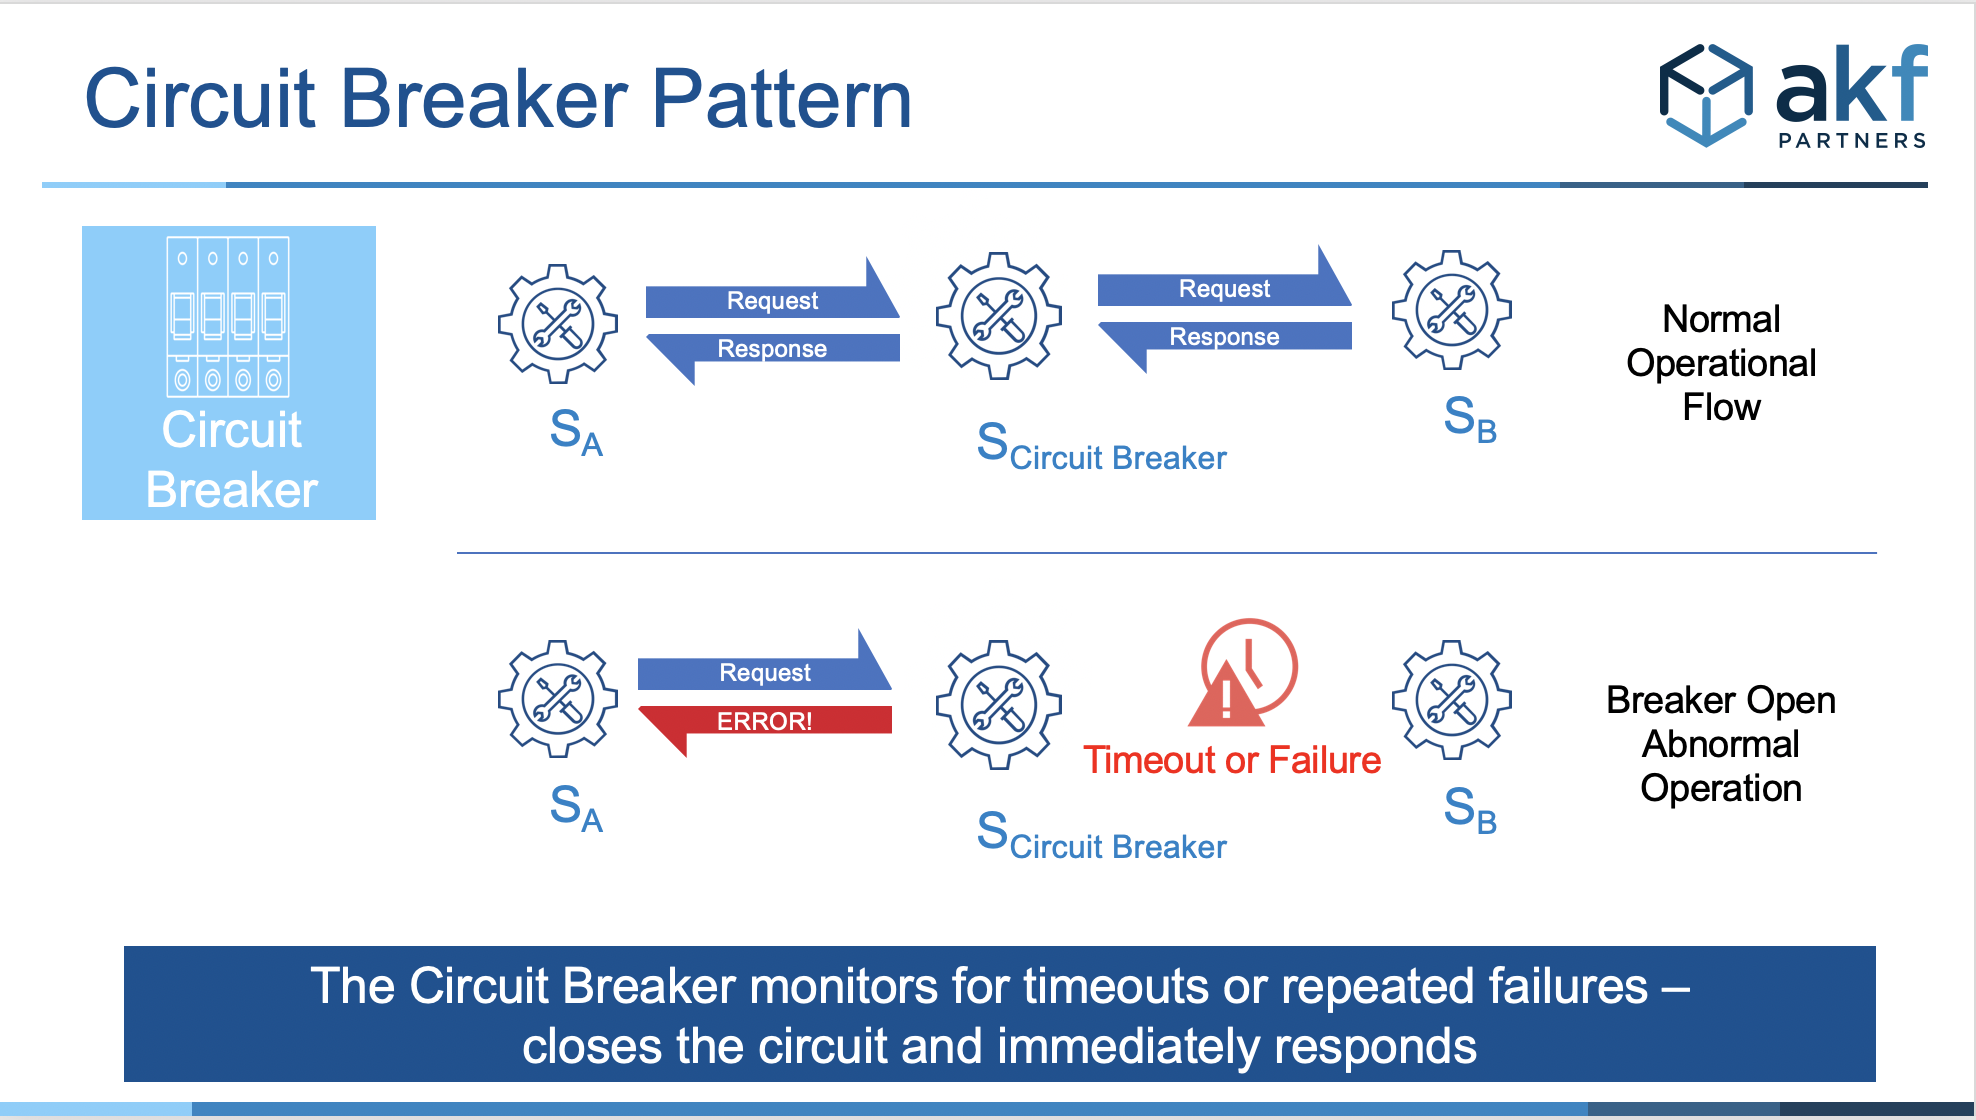 Circuit Breaker Pattern
akf
PARTNERS
Circuit
Breaker
Request
Response
Request
Response
SA
SCircuit Breaker
SB
Normal
Operational
Flow
Request
ERROR!
Timeout or Failure
SA
SCircuit Breaker
SB
Breaker Open
Abnormal
Operation
The Circuit Breaker monitors for timeouts or repeated failures –
closes the circuit and immediately responds